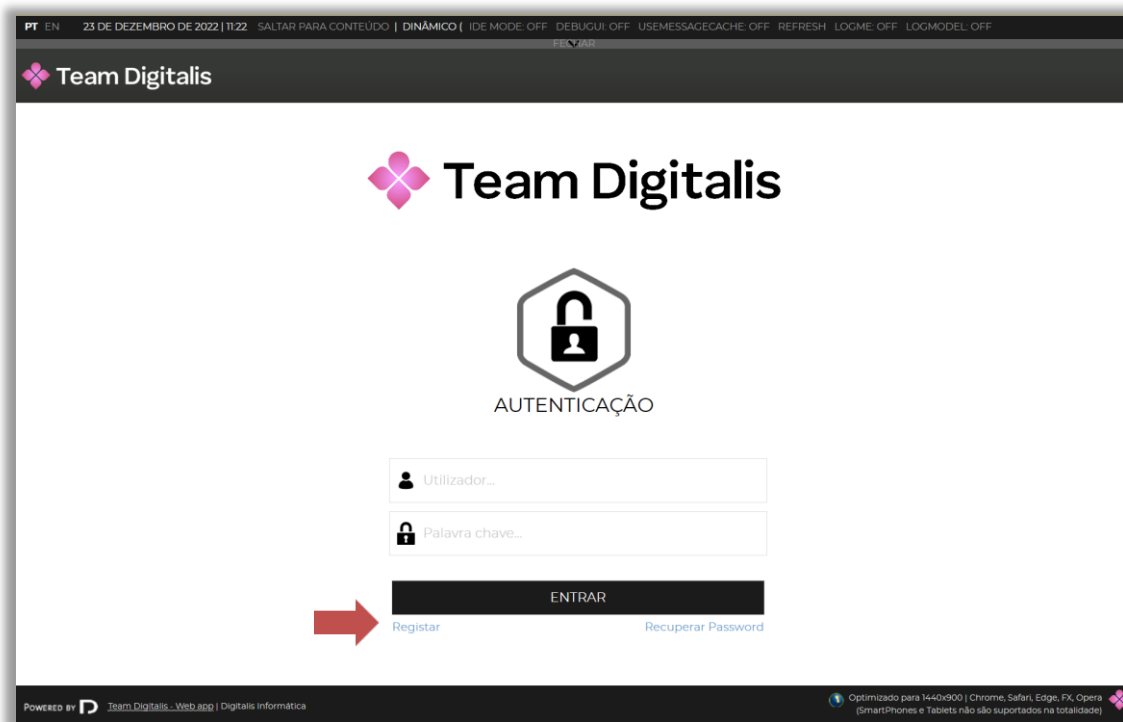 PT EN 23 DE DEZEMBRO DE 2022 | 11:22 SALTAR PARA CONTEÚDO | DINÂMICO ( IDE MODE: OFF DEBUGUI: OFF USEMESSAGECACHE: OFF REFRESH LOGME: OFF LOGMODEL: OFF
FECHAR
Team Digitalis
Team Digitalis
AUTENTICAÇÃO
Utilizador...
Palavra chave...
ENTRAR
Registar Recuperar Password
POWERED BY Team Digitalis - Web app | Digitalis Informática
Optimizado para 1440x900 | Chrome, Safari, Edge, FX, Opera
(SmartPhones e Tablets não são suportados na totalidade)